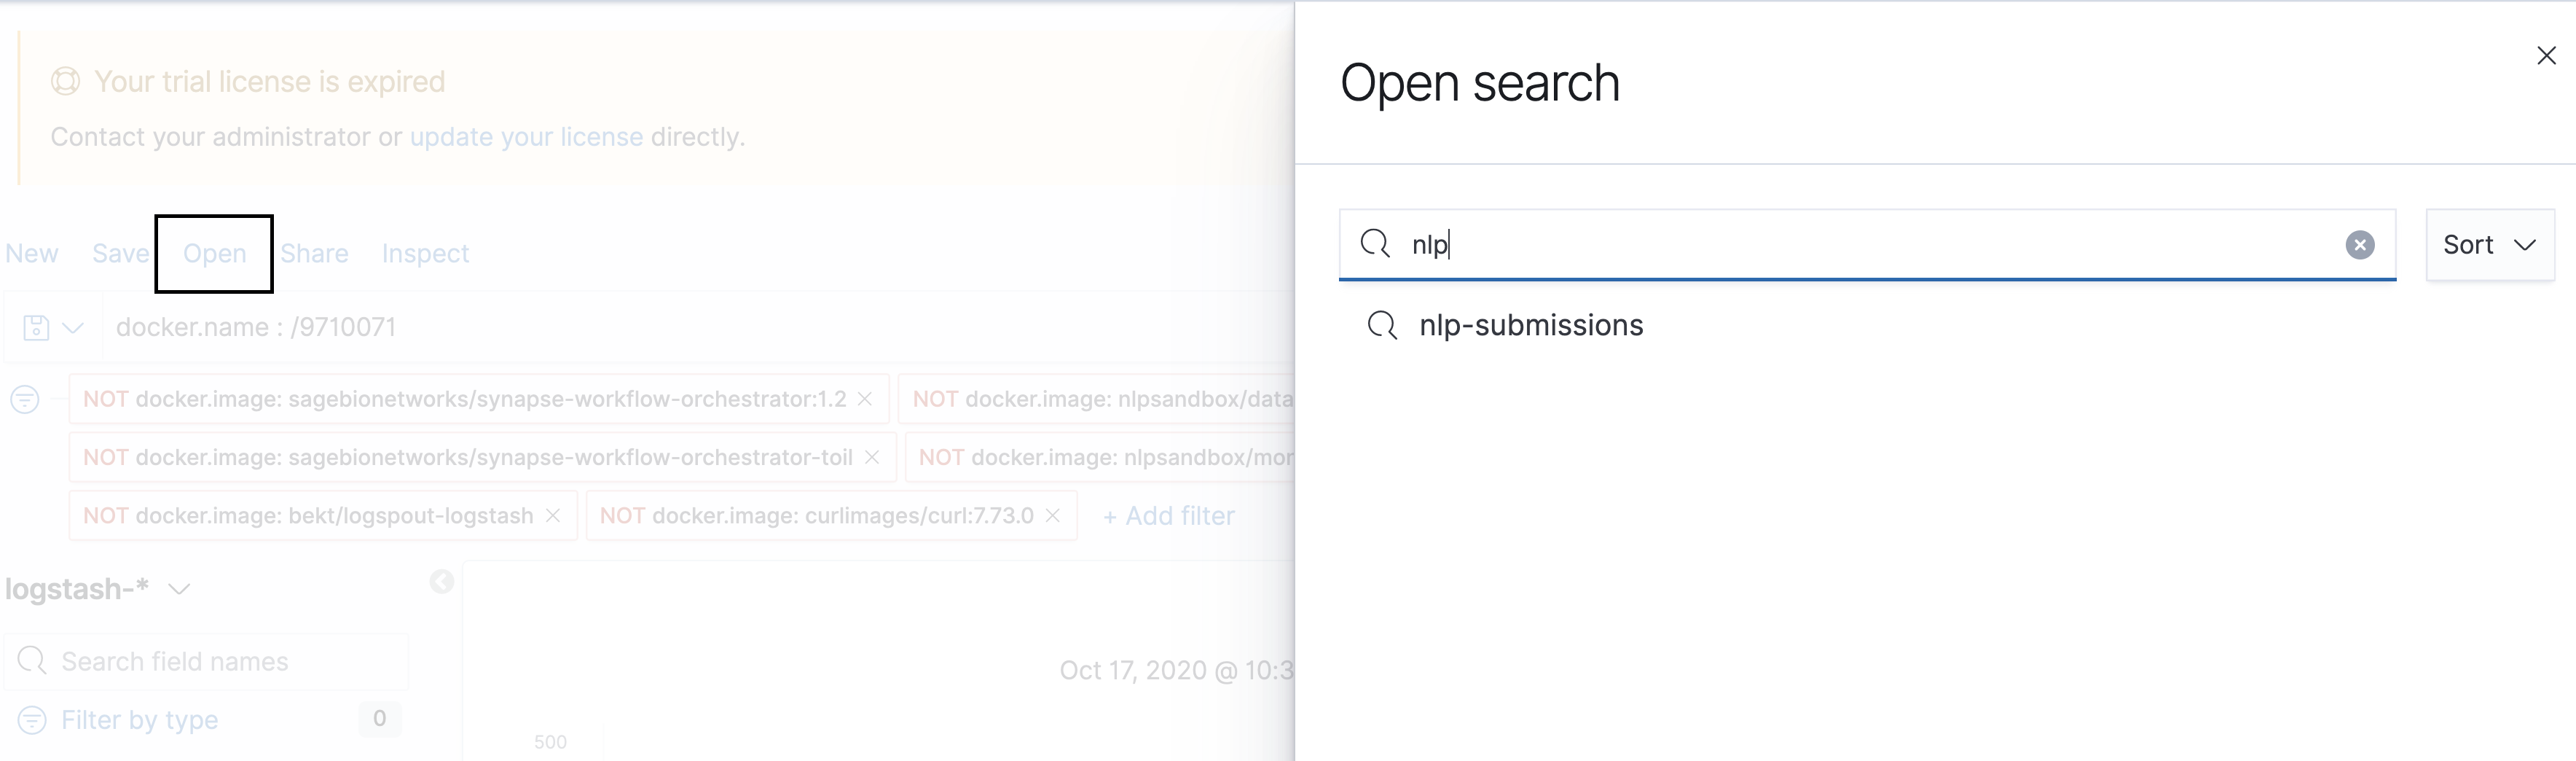 Your trial license is expired
Contact your administrator or update your license directly.
New Save Open Share Inspect
docker.name : /9710071
NOT docker.image: sagebionetworks/synapse-workflow-orchestrator:1.2 NOT docker.image: nlpsandbox/data
NOT docker.image: sagebionetworks/synapse-workflow-orchestrator-toil NOT docker.image: nlpsandbox/mor
NOT docker.image: bekt/logspout-logstash NOT docker.image: curlimages/curl:7.73.0 + Add filter
logstash-*
Search field names
Filter by type 0
Oct 17, 2020 @ 10:3
500
Open search
nlp
Sort
nlp-submissions